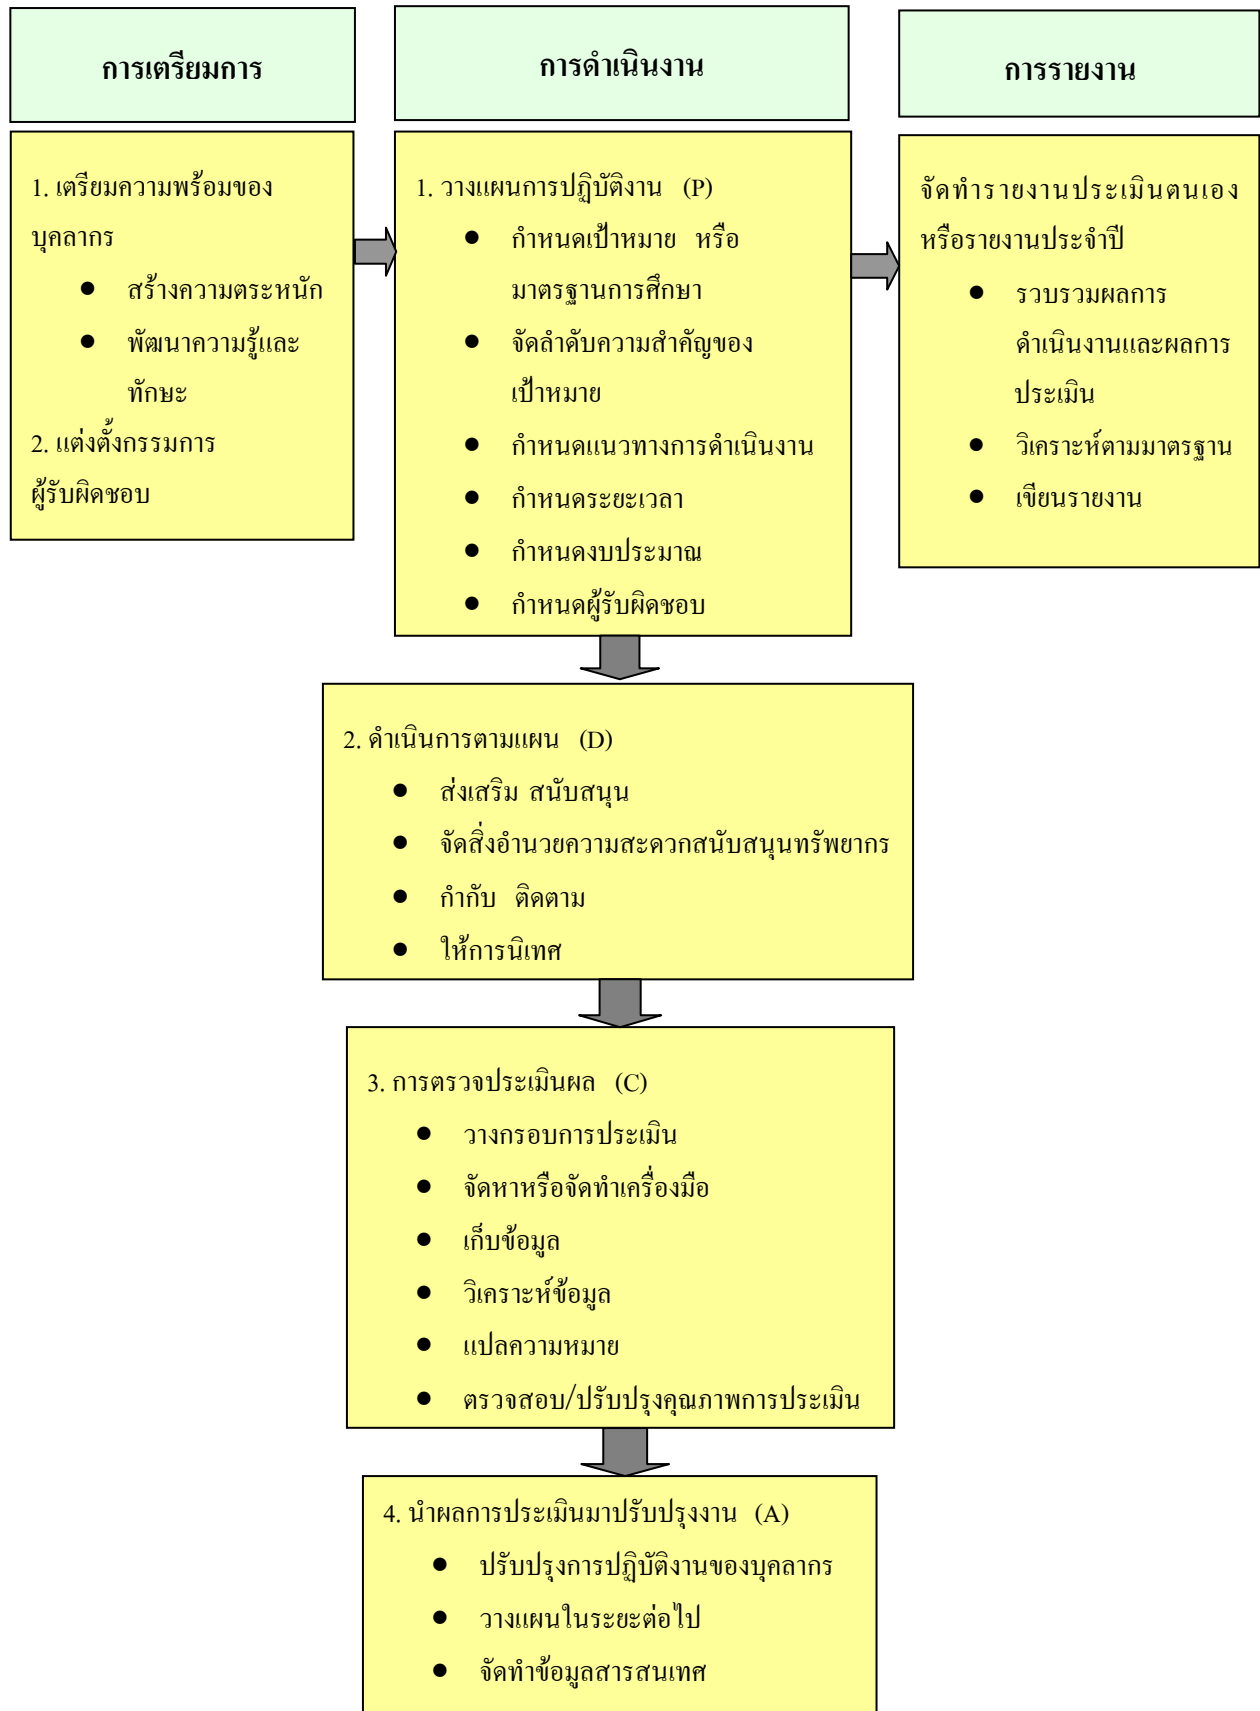 การเตรียมการ
1. เตรียมความพร้อมของ
บุคลากร
● สร้างความตระหนัก
● พัฒนาความรู้และ
ทักษะ
2. แต่งตั้งกรรมการ
ผู้รับผิดชอบ
การดำเนินงาน
1. วางแผนการปฏิบัติงาน (P)
● กำหนดเป้าหมาย หรือ
มาตรฐานการศึกษา
● จัดลำดับความสำคัญของ
เป้าหมาย
● กำหนดแนวทางการดำเนินงาน
● กำหนดระยะเวลา
● กำหนดงบประมาณ
● กำหนดผู้รับผิดชอบ
2. ดำเนินการตามแผน (D)
● ส่งเสริม สนับสนุน
● จัดสิ่งอำนวยความสะดวกสนับสนุนทรัพยากร
● กำกับ ติดตาม
● ให้การนิเทศ
3. การตรวจประเมินผล (C)
● วางกรอบการประเมิน
● จัดหาหรือจัดทำเครื่องมือ
● เก็บข้อมูล
● วิเคราะห์ข้อมูล
● แปลความหมาย
● ตรวจสอบ/ปรับปรุงคุณภาพการประเมิน
4. นำผลการประเมินมาปรับปรุงงาน (A)
● ปรับปรุงการปฏิบัติงานของบุคลากร
● วางแผนในระยะต่อไป
● จัดทำข้อมูลสารสนเทศ
การรายงาน
จัดทำรายงานประเมินตนเอง
หรือรายงานประจำปี
● รวบรวมผลการ
ดำเนินงานและผลการ
ประเมิน
● วิเคราะห์ตามมาตรฐาน
● เขียนรายงาน